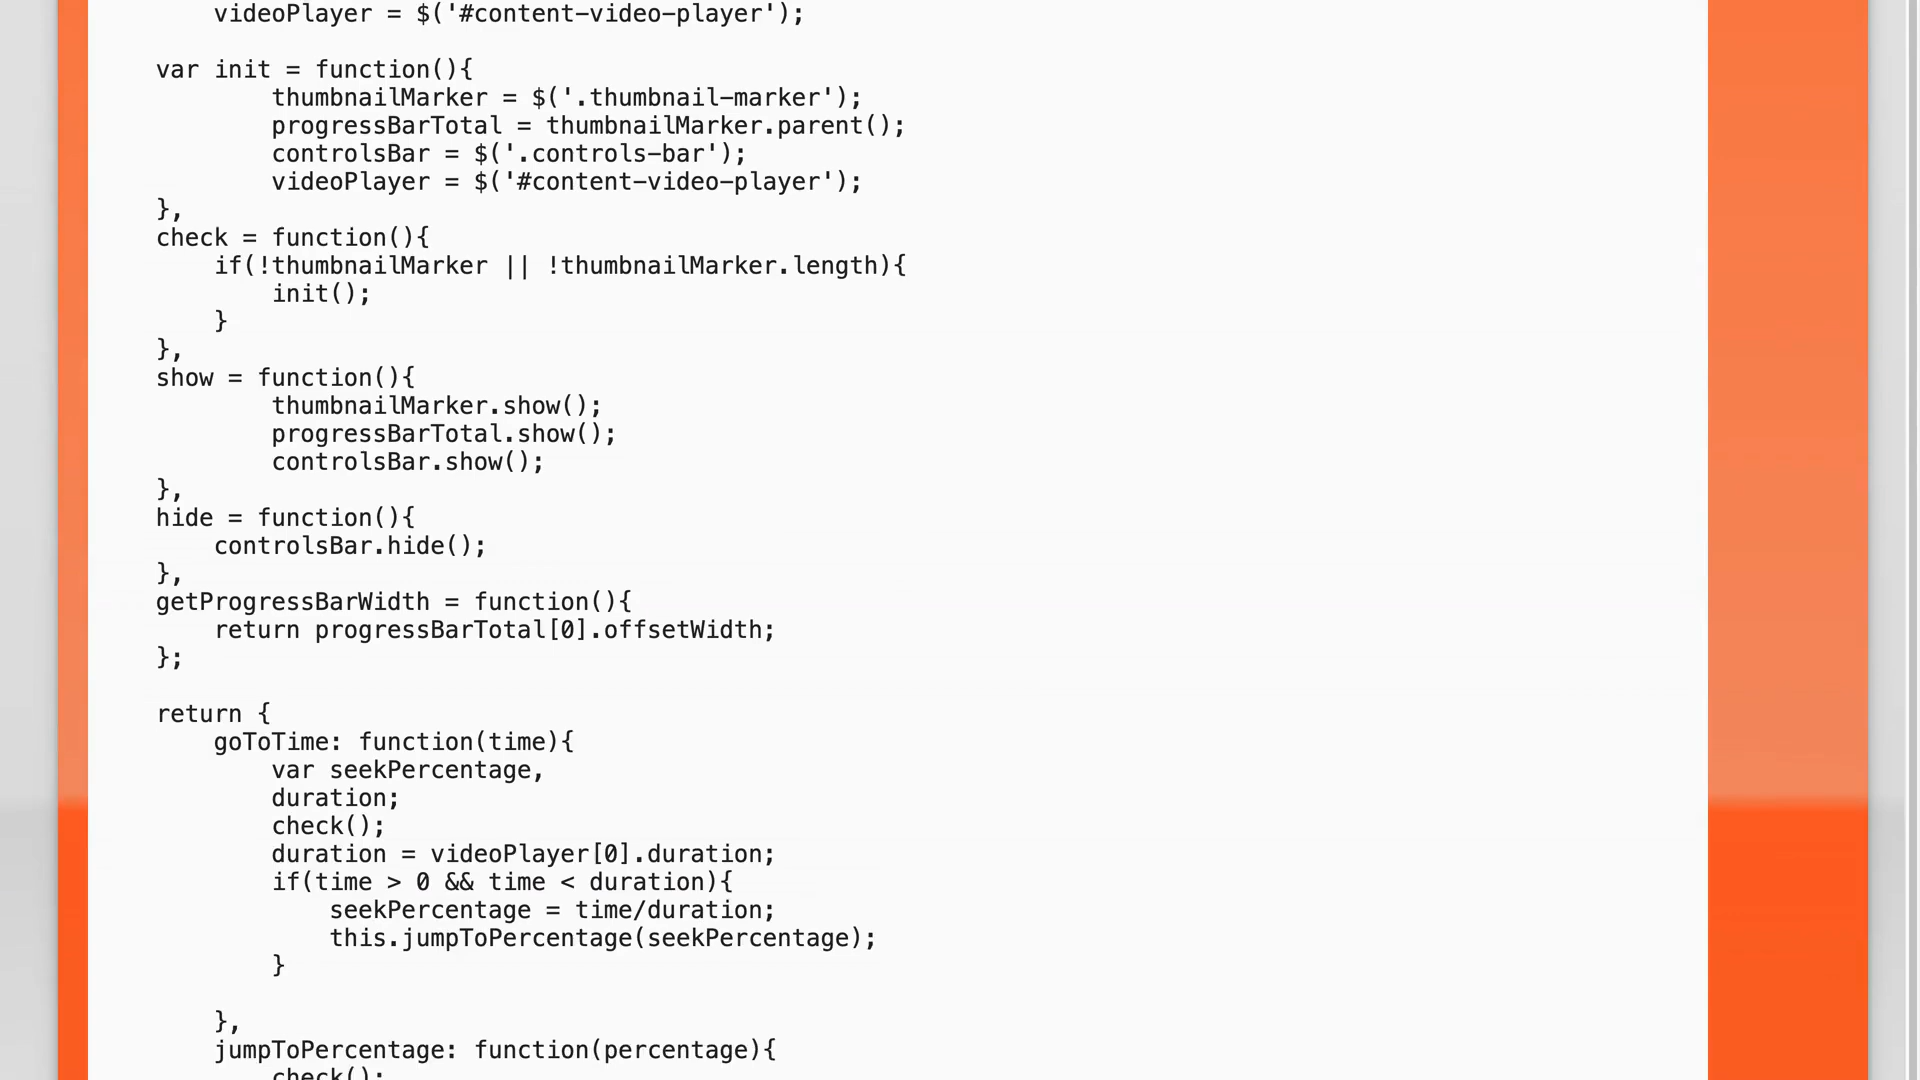 videoPlayer = $('#content-video-player');
var init = function(){
thumbnailMarker = $('.thumbnail-marker');
progressBarTotal = thumbnailMarker.parent();
controlsBar = $('.controls-bar');
videoPlayer = $('#content-video-player');
},
check = function(){
if(!thumbnailMarker || !thumbnailMarker.length){
init();
}
},
show = function(){
thumbnailMarker.show();
progressBarTotal.show();
controlsBar.show();
},
hide = function(){
controlsBar.hide();
},
getProgressBarWidth = function(){
return progressBarTotal[0].offsetWidth;
};
return {
goToTime: function(time){
var seekPercentage,
duration;
check();
duration = videoPlayer[0].duration;
if(time > 0 && time < duration){
seekPercentage = time/duration;
this.jumpToPercentage(seekPercentage);
}
},
jumpToPercentage: function(percentage){
check();